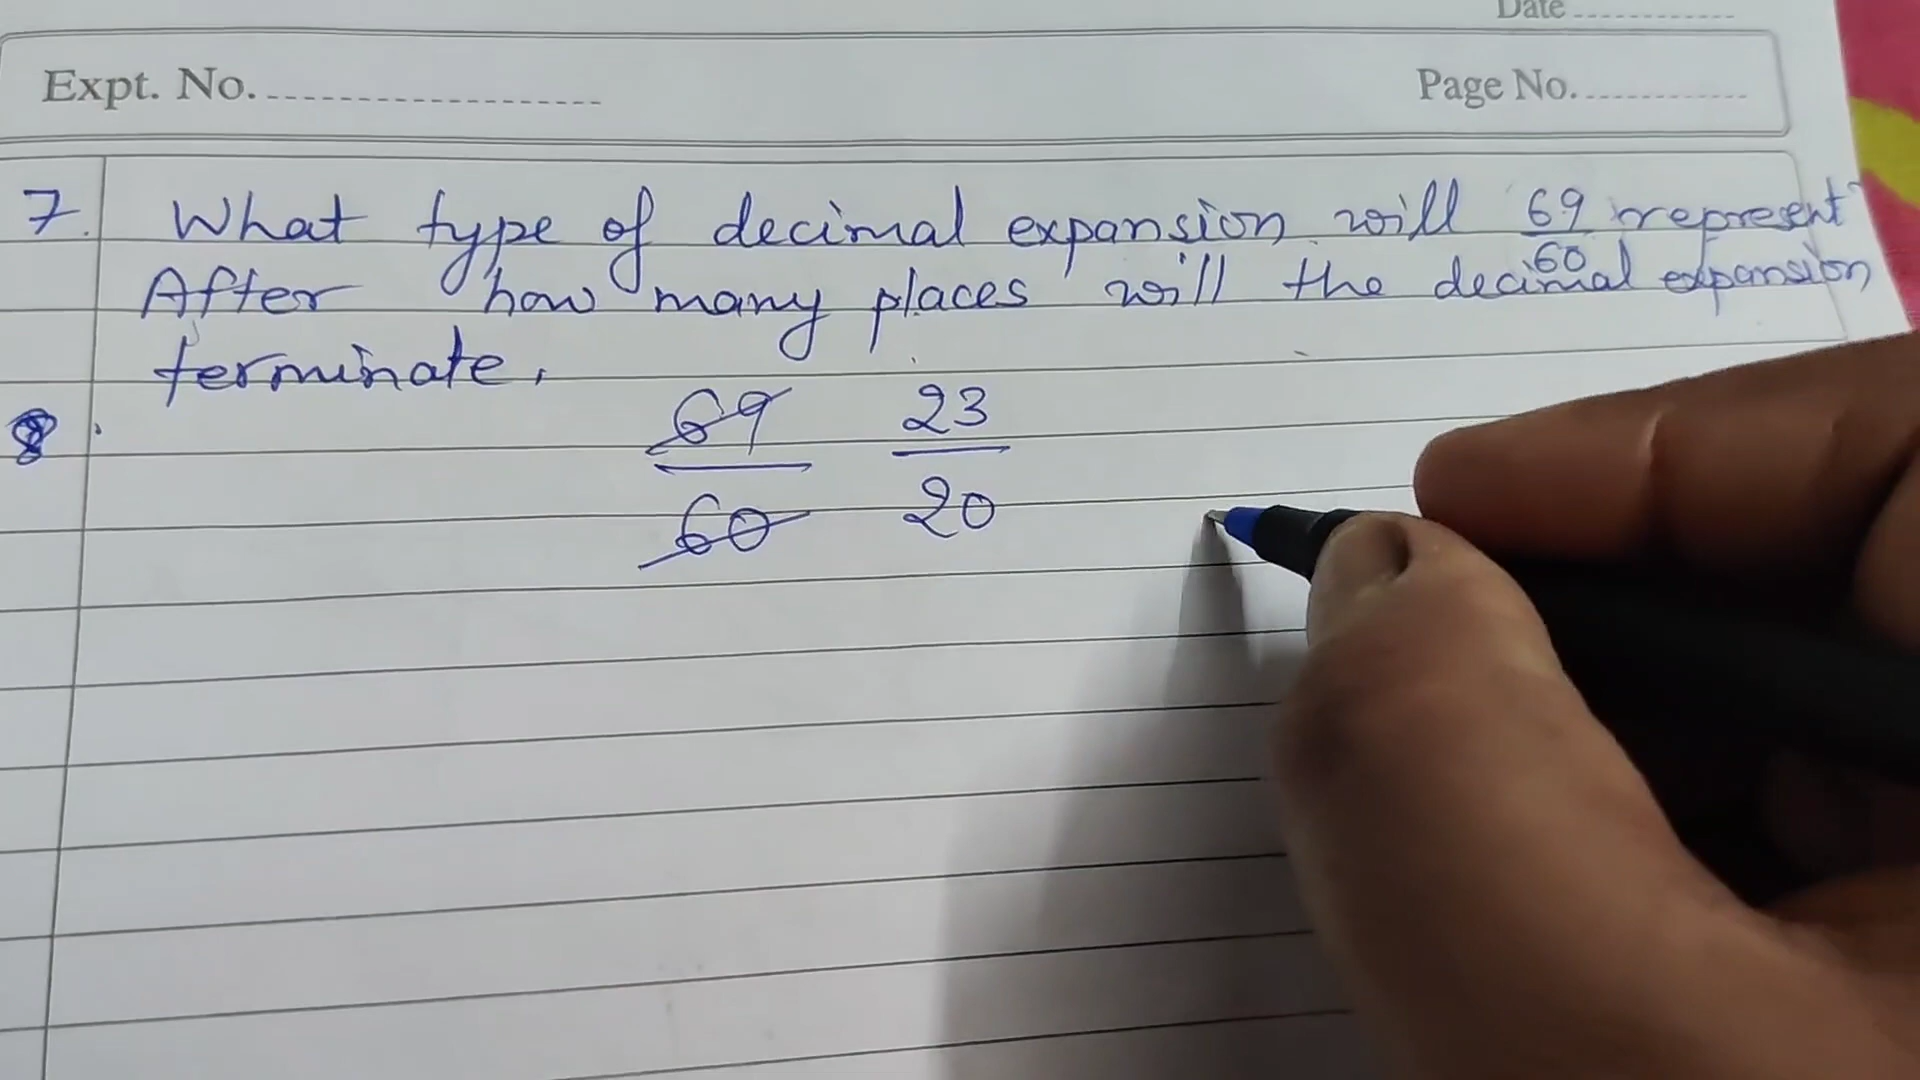 Date
Expt. No.
Page No.
7. What type of decimal expansion will 69/60 represent
After how many places will the decimal expansion
terminate.
8.
69/60 23/20